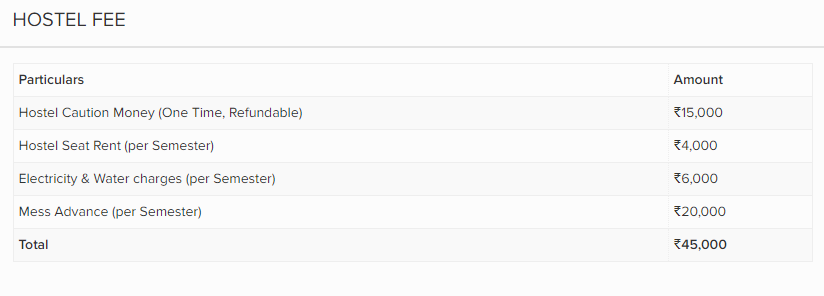 HOSTEL FEE
Particulars Amount
Hostel Caution Money (One Time, Refundable) ₹15,000
Hostel Seat Rent (per Semester) ₹4,000
Electricity & Water charges (per Semester) ₹6,000
Mess Advance (per Semester) ₹20,000
Total ₹45,000